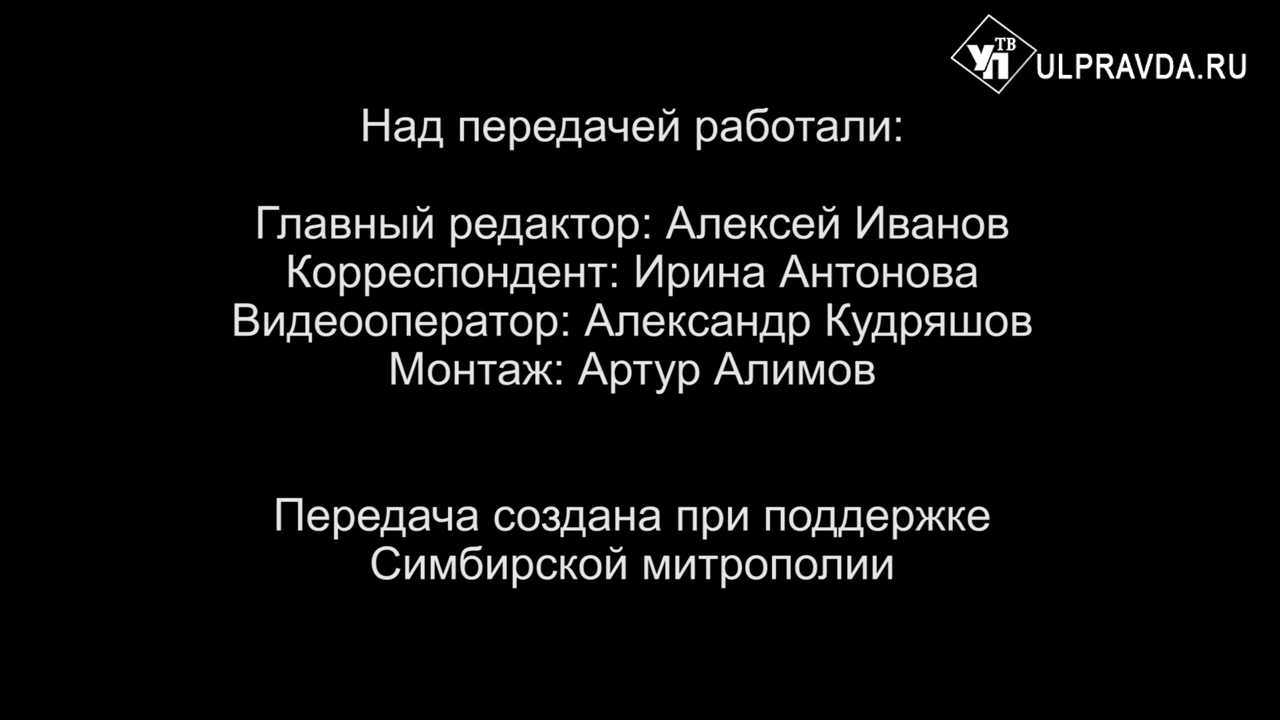 УП ТВ ULPRAVDA.RU
Над передачей работали:
Главный редактор: Алексей Иванов
Корреспондент: Ирина Антонова
Видеооператор: Александр Кудряшов
Монтаж: Артур Алимов
Передача создана при поддержке
Симбирской митрополии